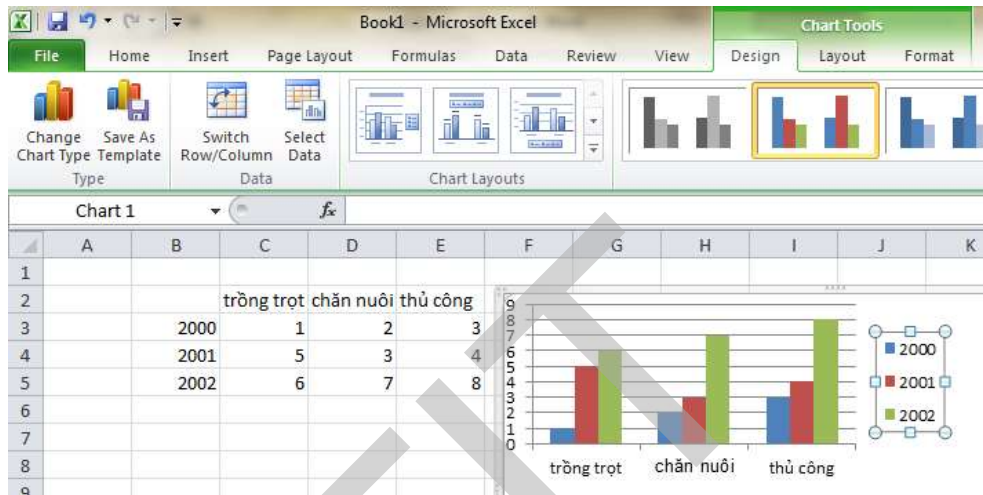 Book1 - Microsoft Excel
Chart Tools
File Home Insert Page Layout Formulas Data Review View Design Layout Format
Change Chart Type
Save As Template
Switch Row/Column
Select Data
Type Data Chart Layouts
Chart 1 fx
A B C D E F G H I J K
1
2 trồng trọt chăn nuôi thủ công
3 2000 1 2 3
4 2001 5 3 4
5 2002 6 7 8
6
7
8
9
9
8
7
6
5
4
3
2
1
0
trồng trọt chăn nuôi thủ công
2000
2001
2002